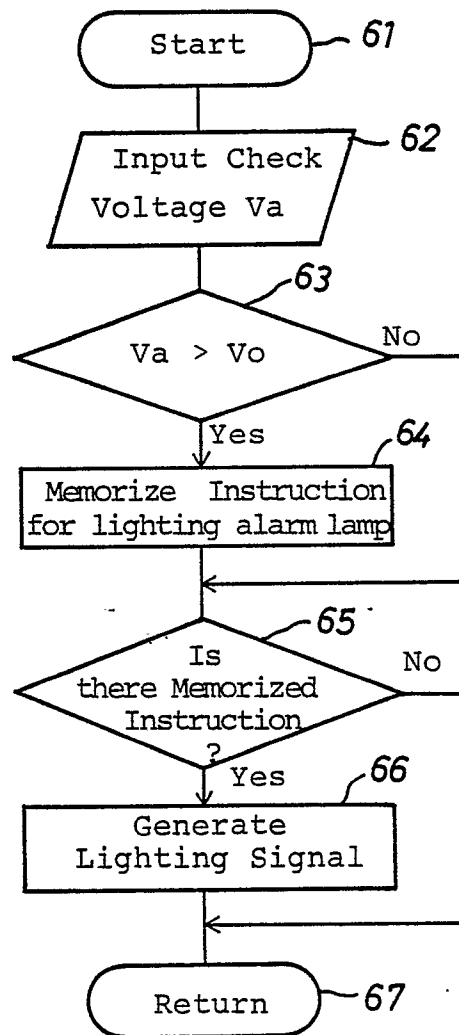 Start
61
Input Check
Voltage Va
62
63
Va > Vo
No
Yes
64
Memorize Instruction
for lighting alarm lamp
65
Is
there Memorized
Instruction
?
No
Yes
66
Generate
Lighting Signal
Return
67